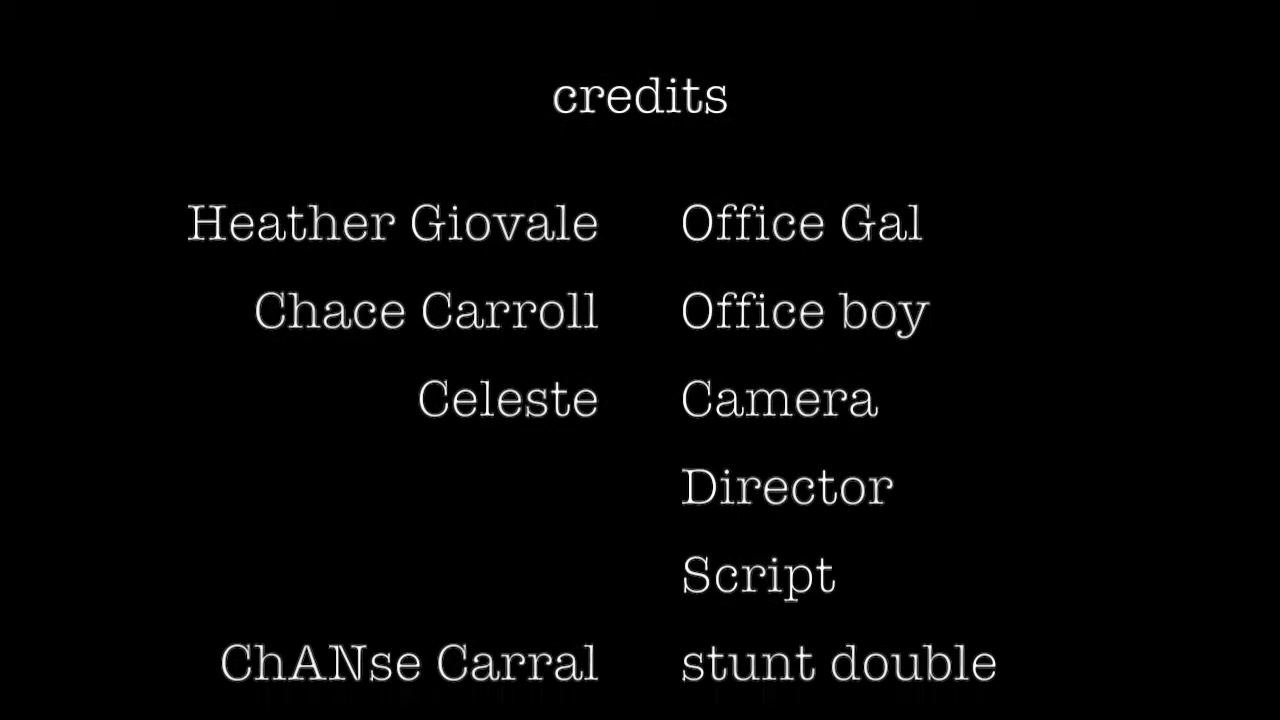 credits
Heather Giovale Office Gal
Chace Carroll Office boy
Celeste Camera
Director
Script
ChANse Carral stunt double